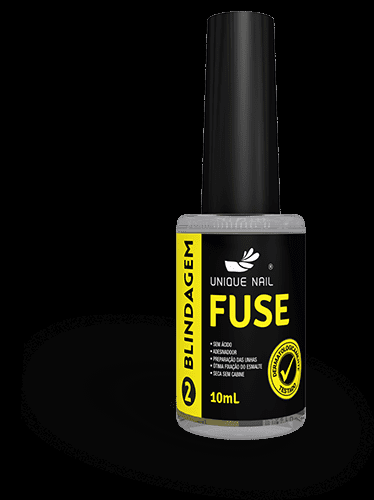 UNIQUE NAIL
®
FUSE
• SEM ÁCIDO
• ADESNADOR
• PREPARAÇÃO DAS UNHAS
• ÓTIMA FIXAÇÃO DO ESMALTE
• SECA SEM CABINE
10mL
2 BLINDAGEM
DERMATOLOGICAMENTE
TESTADO